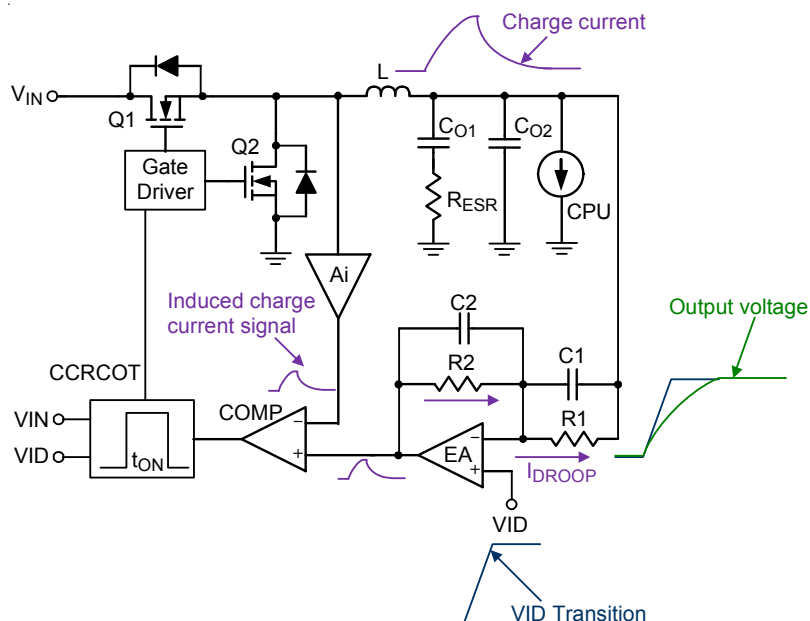 Charge current
L
VIN
Q1
Q2
CO1
CO2
Gate
Driver
RESR
CPU
Ai
Induced charge
current signal
C2
Output voltage
R2
C1
CCRCOT
COMP
R1
VIN
VID
tON
EA
IDROOP
VID
VID Transition